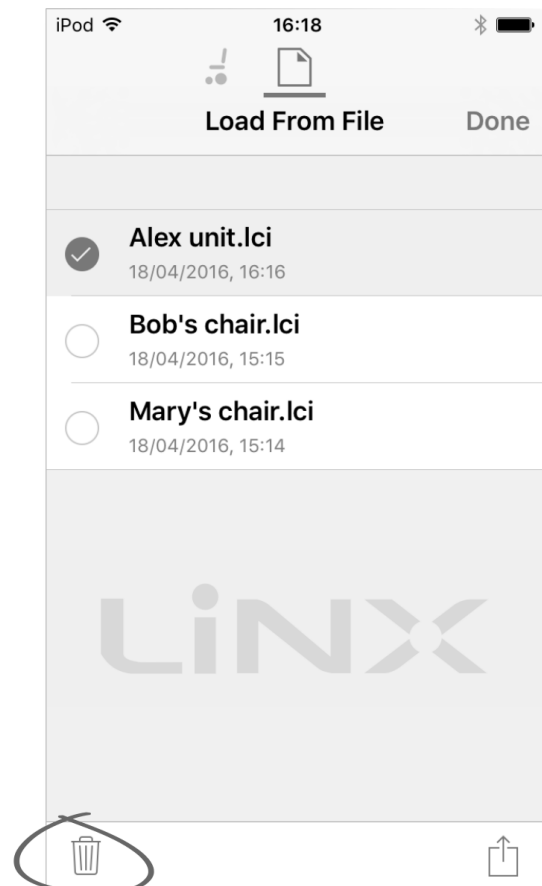 iPod 16:18
Load From File Done
Alex unit.lci
18/04/2016, 16:16
Bob's chair.lci
18/04/2016, 15:15
Mary's chair.lci
18/04/2016, 15:14
LiNX